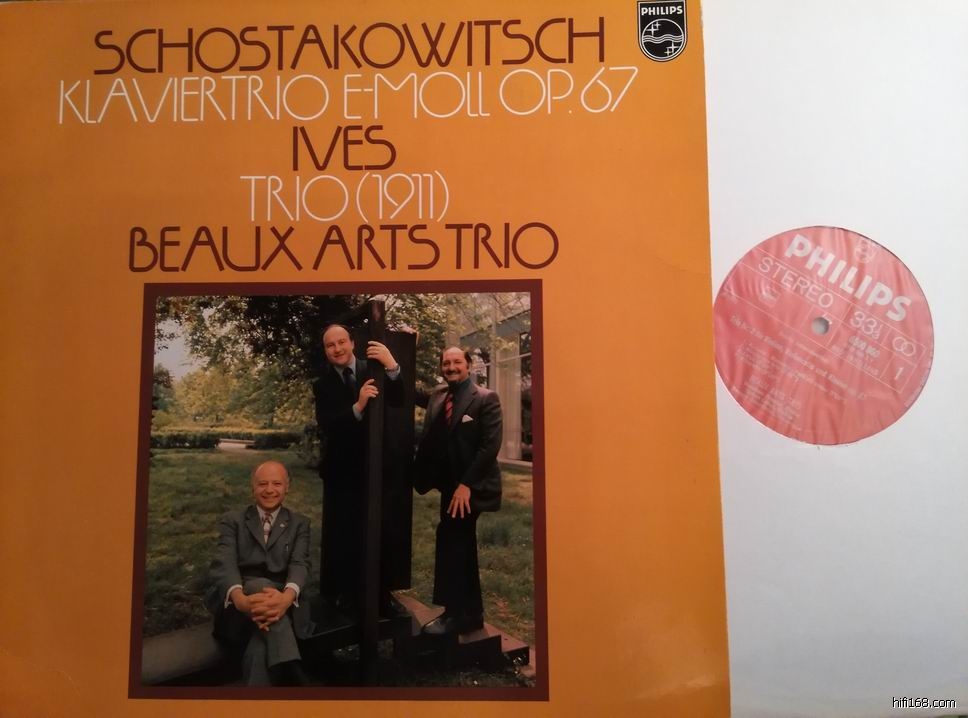 SCHOSTAKOWITSCH
KLAVIERTRIO E-MOLL OP. 67
IVES
TRIO (1911)
BEAUX ARTS TRIO
PHILIPS
PHILIPS
STEREO
33⅓
1
hifi168.com